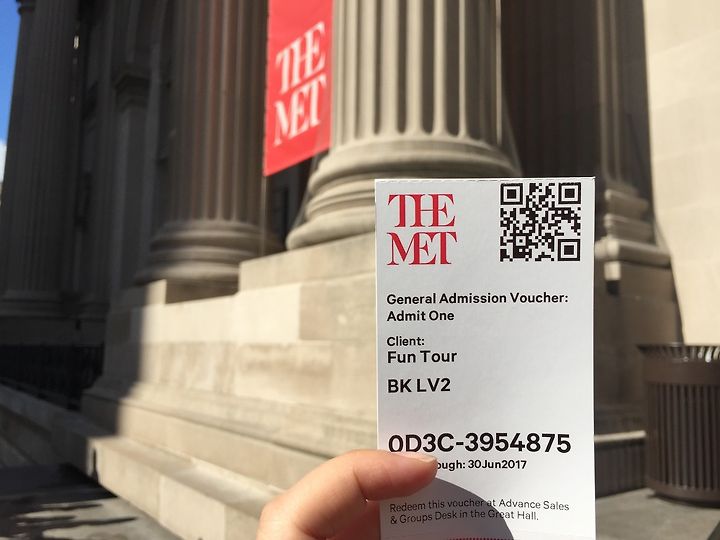 THE
MET
THE
MET
General Admission Voucher:
Admit One
Client:
Fun Tour
BK LV2
0D3C-3954875
ough: 30Jun2017
Redeem this voucher at Advance Sales
& Groups Desk in the Great Hall.